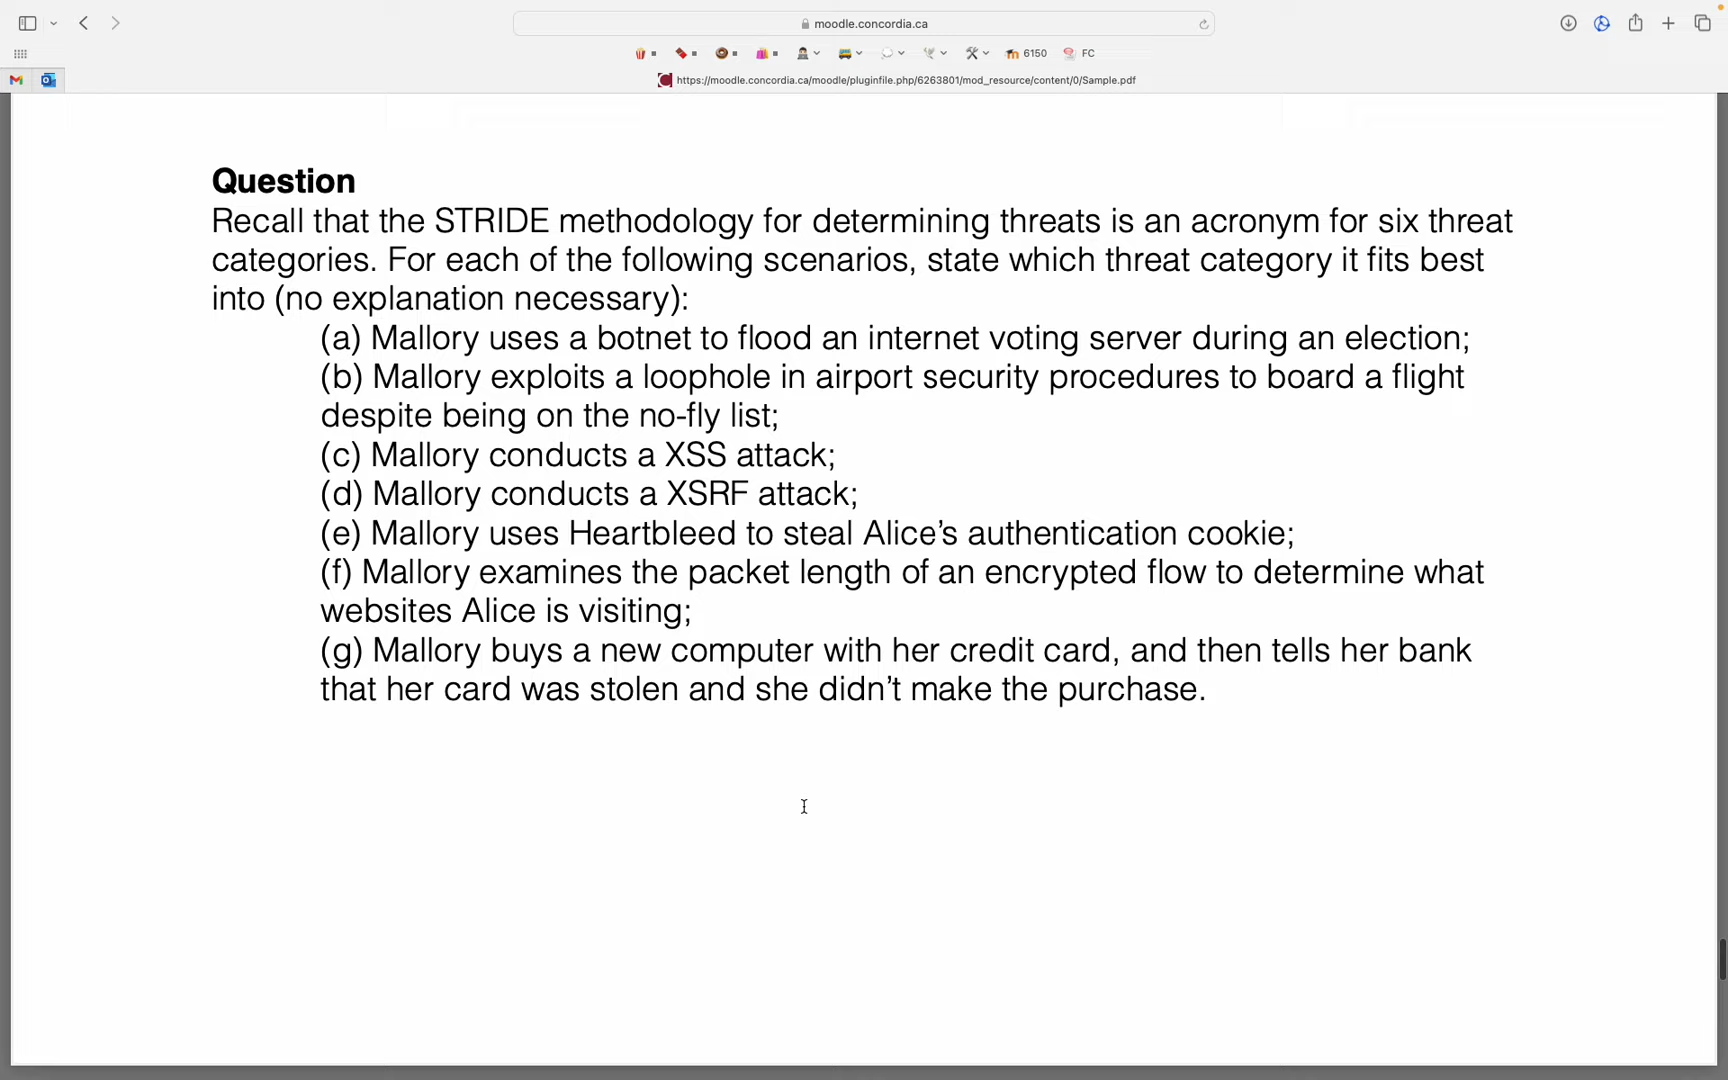 moodle.concordia.ca
6150 FC
https://moodle.concordia.ca/moodle/pluginfile.php/6263801/mod_resource/content/0/Sample.pdf
Question
Recall that the STRIDE methodology for determining threats is an acronym for six threat
categories. For each of the following scenarios, state which threat category it fits best
into (no explanation necessary):
(a) Mallory uses a botnet to flood an internet voting server during an election;
(b) Mallory exploits a loophole in airport security procedures to board a flight
despite being on the no-fly list;
(c) Mallory conducts a XSS attack;
(d) Mallory conducts a XSRF attack;
(e) Mallory uses Heartbleed to steal Alice’s authentication cookie;
(f) Mallory examines the packet length of an encrypted flow to determine what
websites Alice is visiting;
(g) Mallory buys a new computer with her credit card, and then tells her bank
that her card was stolen and she didn’t make the purchase.